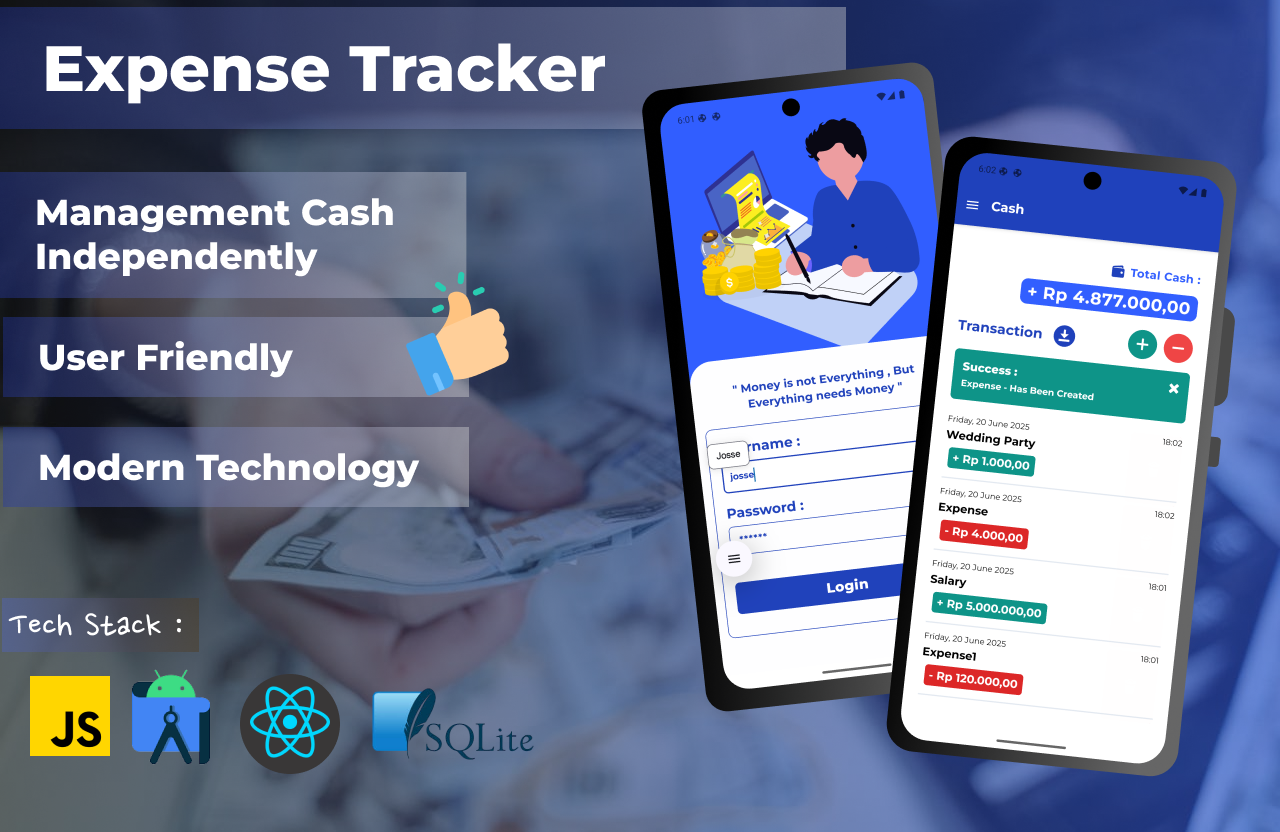 Expense Tracker
Management Cash
Independently
User Friendly
Modern Technology
Tech Stack :
JS
SQLite
6:01
" Money is not Everything , But
Everything needs Money "
rname :
Josse
josse
Password :
******
Login
6:02
Cash
Total Cash :
+ Rp 4.877.000,00
Transaction
Success :
Expense - Has Been Created
Friday, 20 June 2025
18:02
Wedding Party
+ Rp 1.000,00
Friday, 20 June 2025
18:02
Expense
- Rp 4.000,00
Friday, 20 June 2025
18:01
Salary
+ Rp 5.000.000,00
Friday, 20 June 2025
18:01
Expense1
- Rp 120.000,00